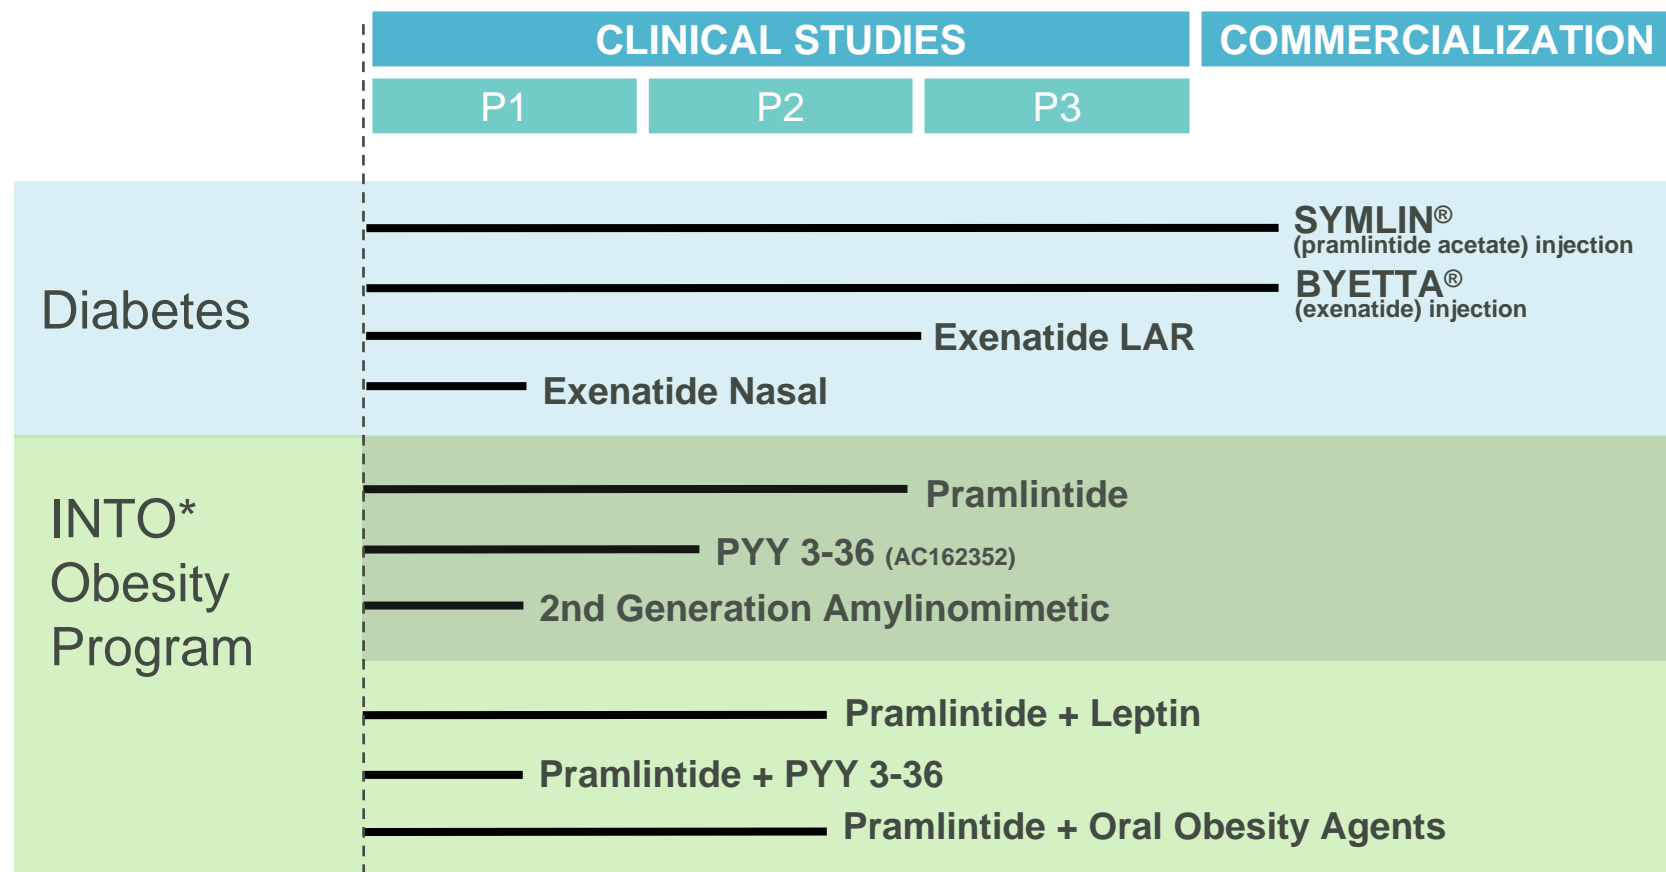 CLINICAL STUDIES
COMMERCIALIZATION
P1
P2
P3
Diabetes
SYMLIN®
(pramlintide acetate) injection
BYETTA®
(exenatide) injection
Exenatide LAR
Exenatide Nasal
INTO*
Obesity
Program
Pramlintide
PYY 3-36 (AC162352)
2nd Generation Amylinomimetic
Pramlintide + Leptin
Pramlintide + PYY 3-36
Pramlintide + Oral Obesity Agents